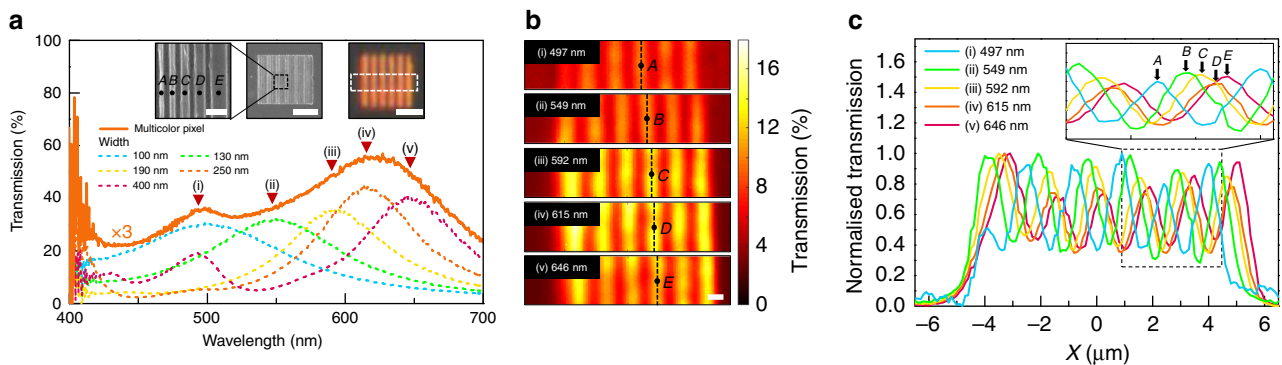 a
Transmission (%)
100
80
60
40
20
0
400
500
600
700
Wavelength (nm)
A B C D E
Multicolor pixel
Width
100 nm
130 nm
190 nm
250 nm
400 nm
×3
(i)
(ii)
(iii)
(iv)
(v)
b
(i) 497 nm
A
(ii) 549 nm
B
(iii) 592 nm
C
(iv) 615 nm
D
(v) 646 nm
E
16
12
8
4
0
Transmission (%)
c
Normalised transmission
1.6
1.4
1.2
1.0
0.8
0.6
0.4
0.2
0.0
−6
−4
−2
0
2
4
6
X (μm)
(i) 497 nm
(ii) 549 nm
(iii) 592 nm
(iv) 615 nm
(v) 646 nm
A
B
C
D
E